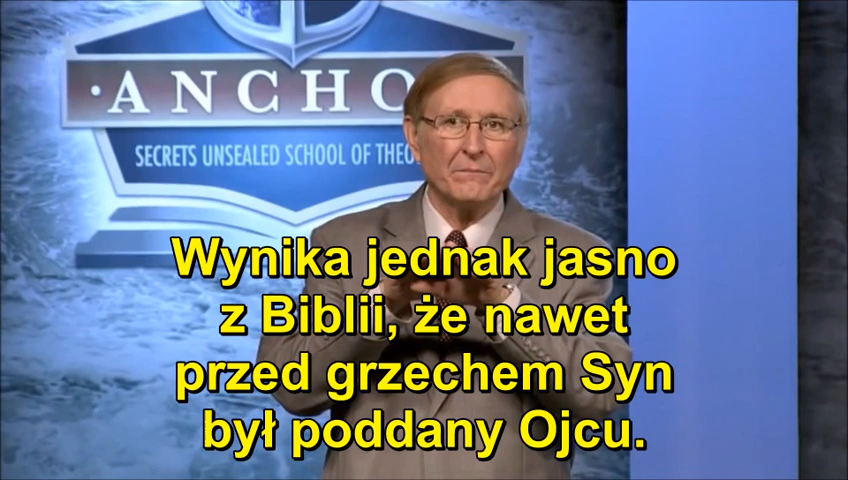 ·ANCHO
SECRETS UNSEALED SCHOOL OF THEO
Wynika jednak jasno
z Biblii, że nawet
przed grzechem Syn
był poddany Ojcu.